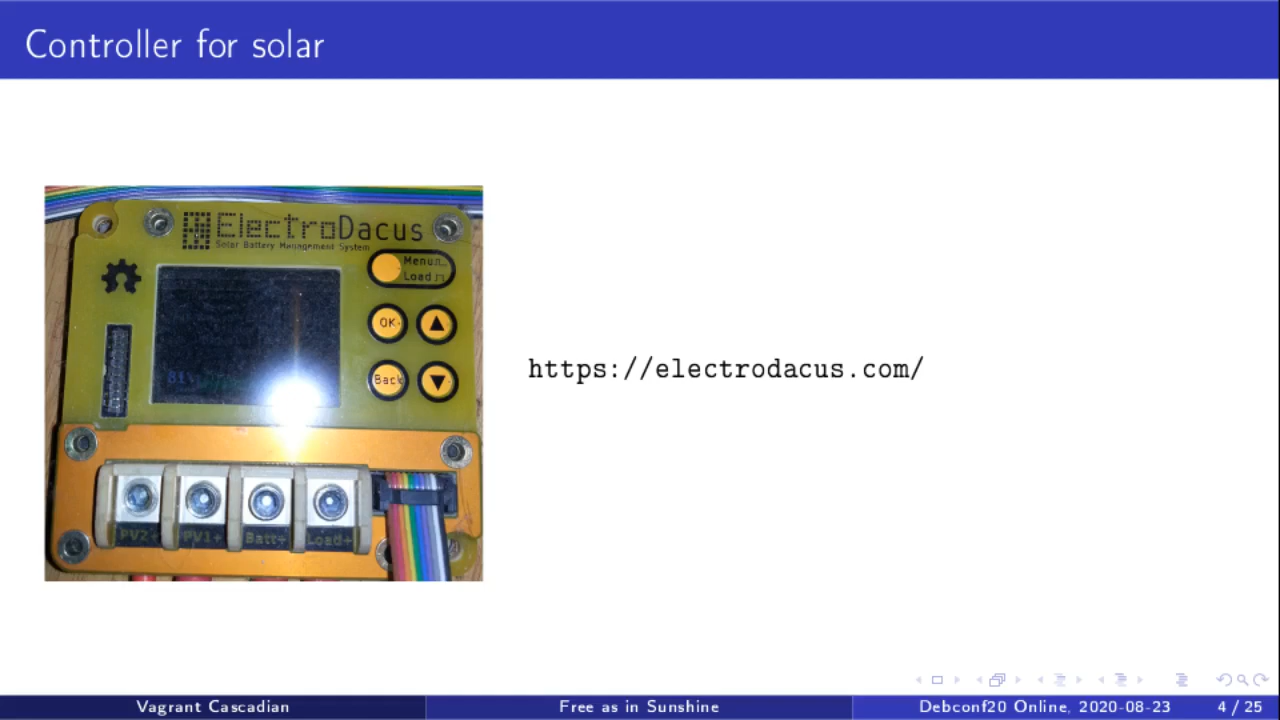 Controller for solar
ElectroDacus
Solar Battery Management System
Menu
Load
OK
Back
81%
PV2+ PV1+ Batt+ Load+
https://electrodacus.com/
Vagrant Cascadian Free as in Sunshine Debconf20 Online, 2020-08-23 4 / 25